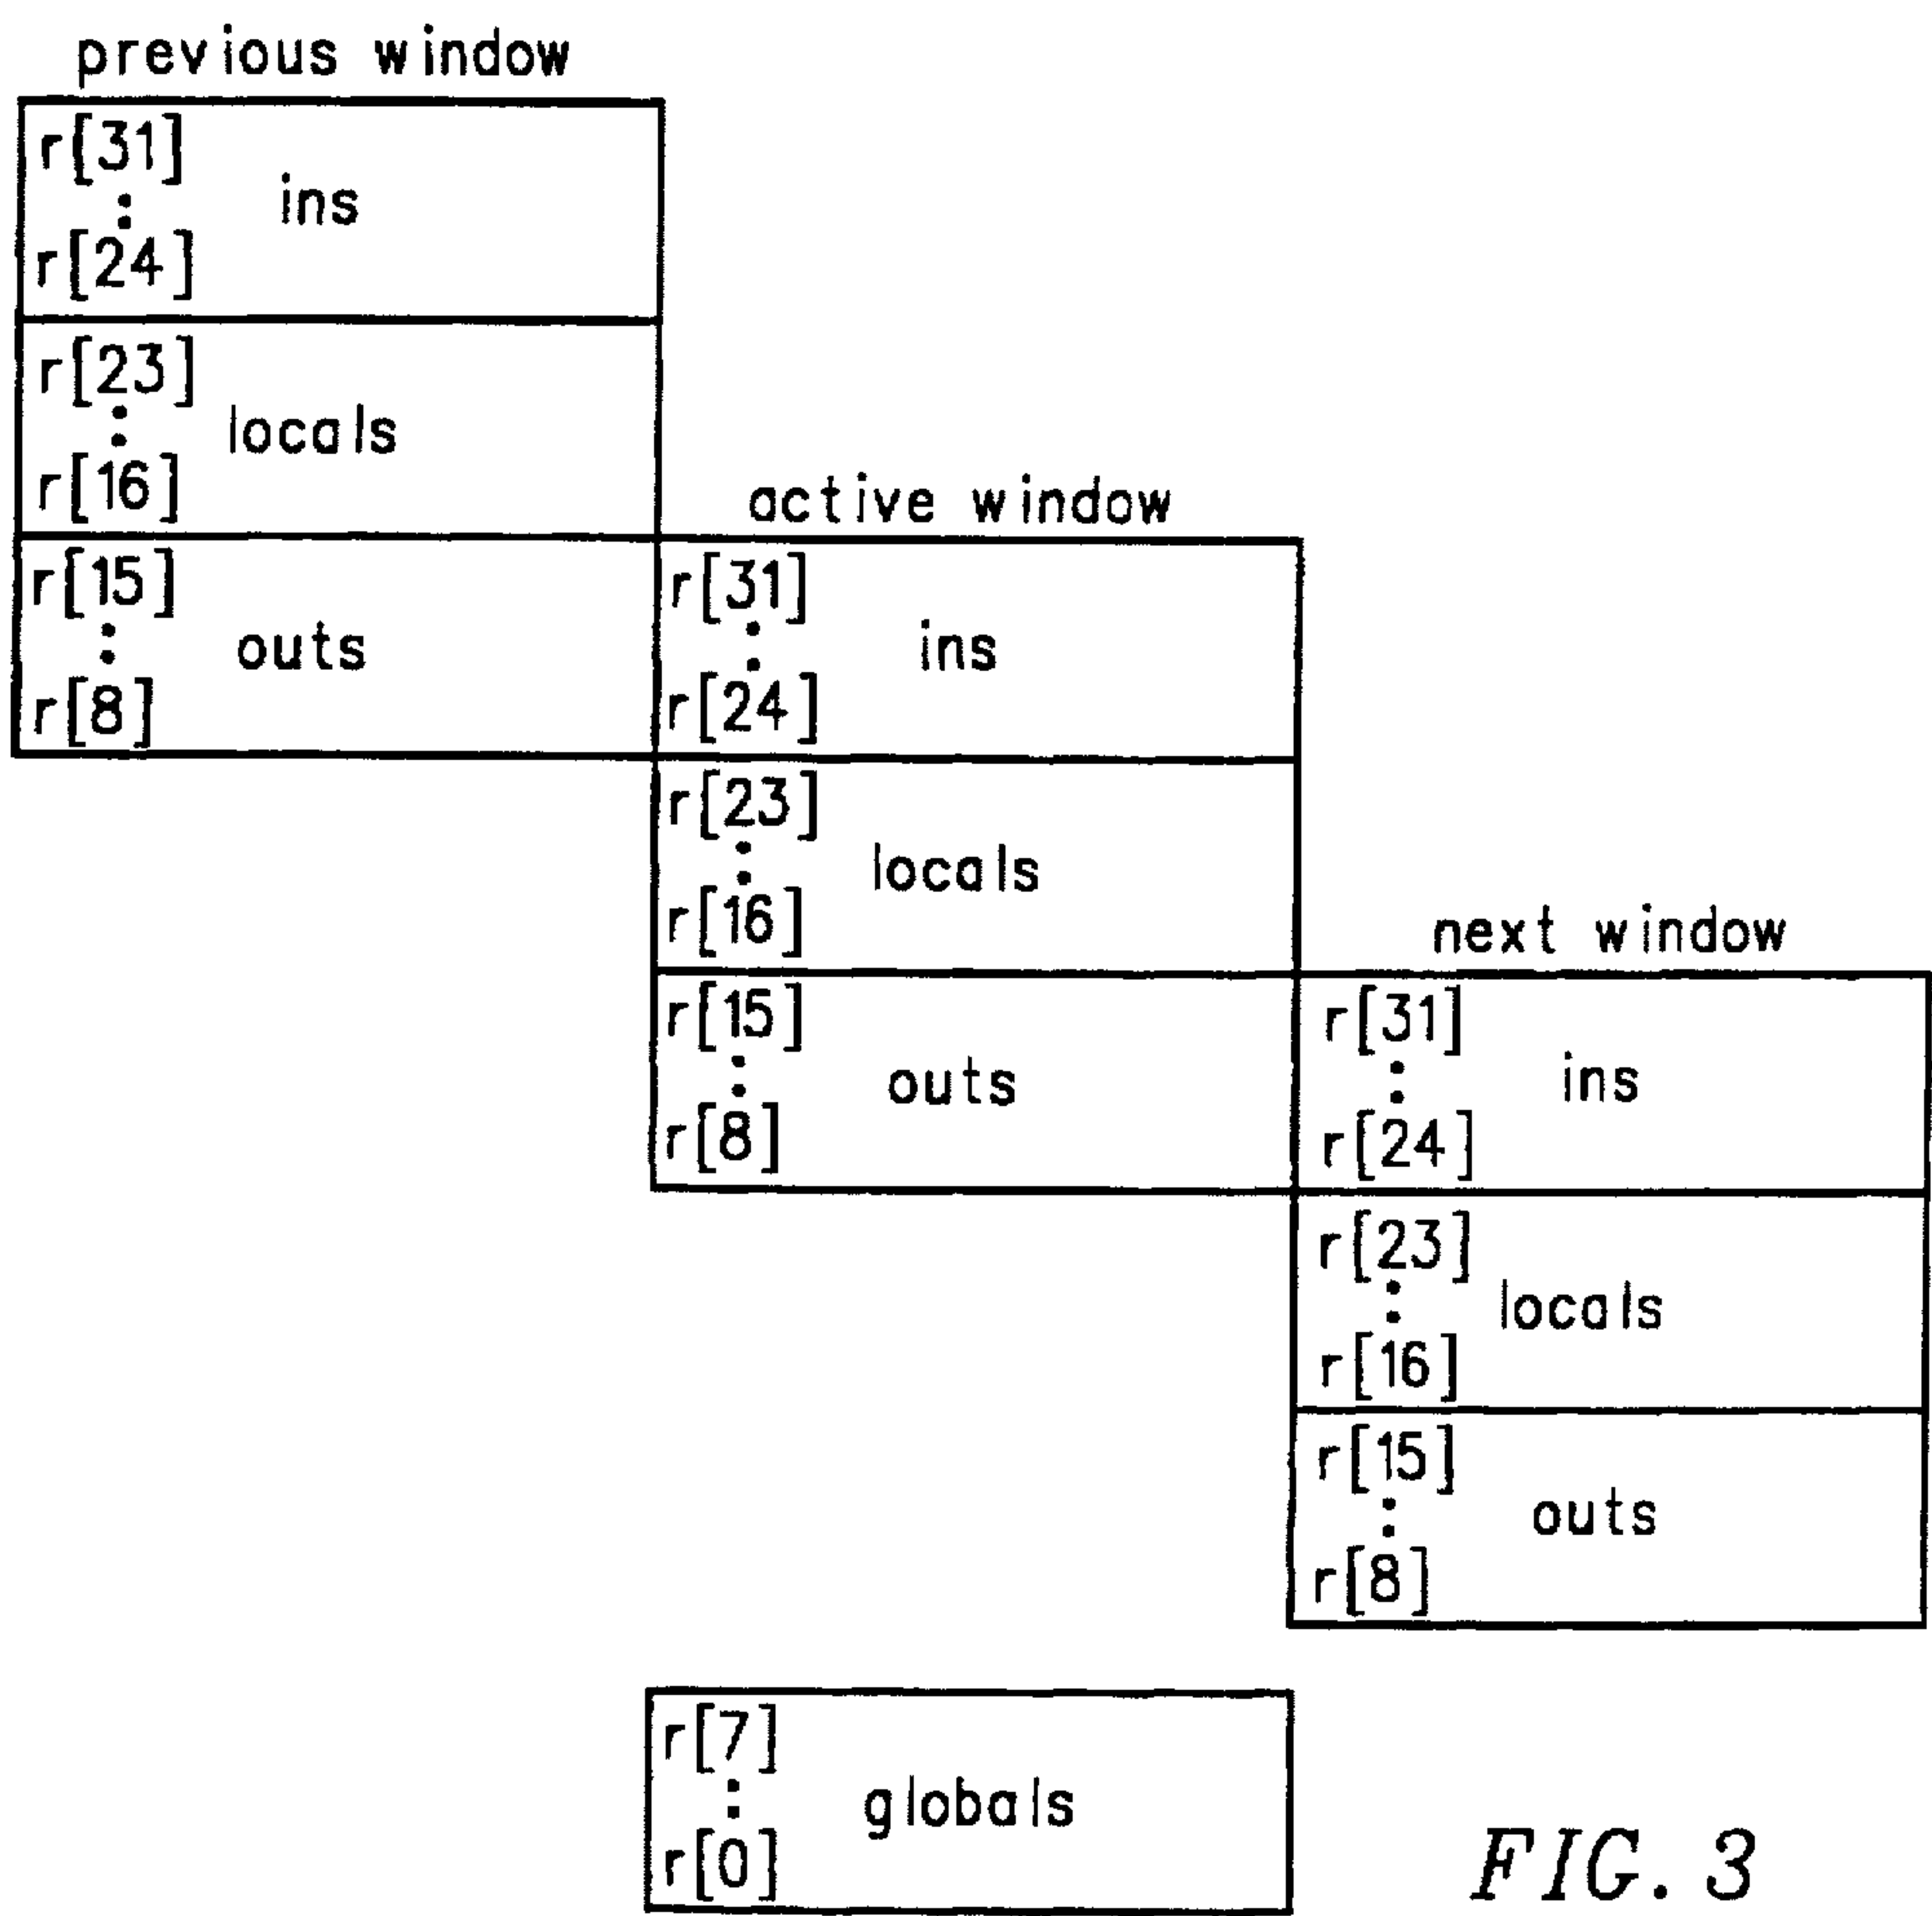 previous window
r[31]
:
r[24]
ins
r[23]
:
r[16]
locals
r[15]
:
r[8]
outs
active window
r[31]
:
r[24]
ins
r[23]
:
r[16]
locals
r[15]
:
r[8]
outs
next window
r[31]
:
r[24]
ins
r[23]
:
r[16]
locals
r[15]
:
r[8]
outs
r[7]
:
r[0]
globals
FIG. 3